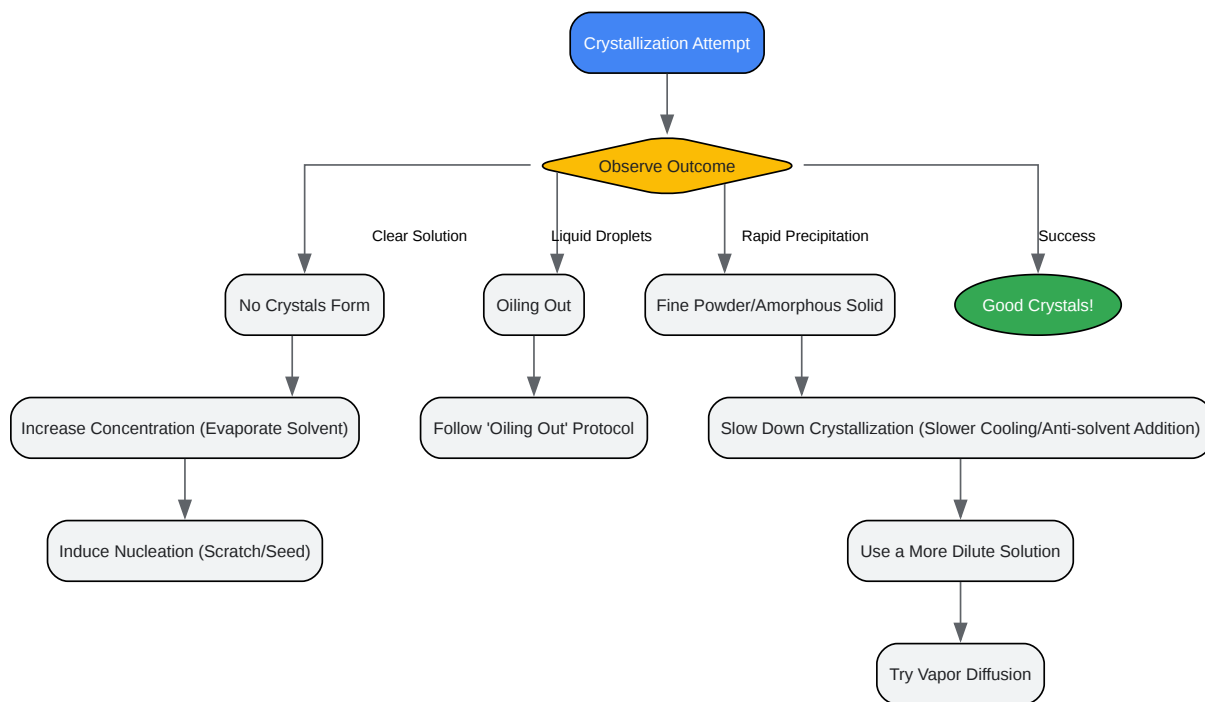 Crystallization Attempt
Observe Outcome
Clear Solution
Liquid Droplets
Rapid Precipitation
Success
No Crystals Form
Oiling Out
Fine Powder/Amorphous Solid
Good Crystals!
Increase Concentration (Evaporate Solvent)
Follow 'Oiling Out' Protocol
Slow Down Crystallization (Slower Cooling/Anti-solvent Addition)
Induce Nucleation (Scratch/Seed)
Use a More Dilute Solution
Try Vapor Diffusion